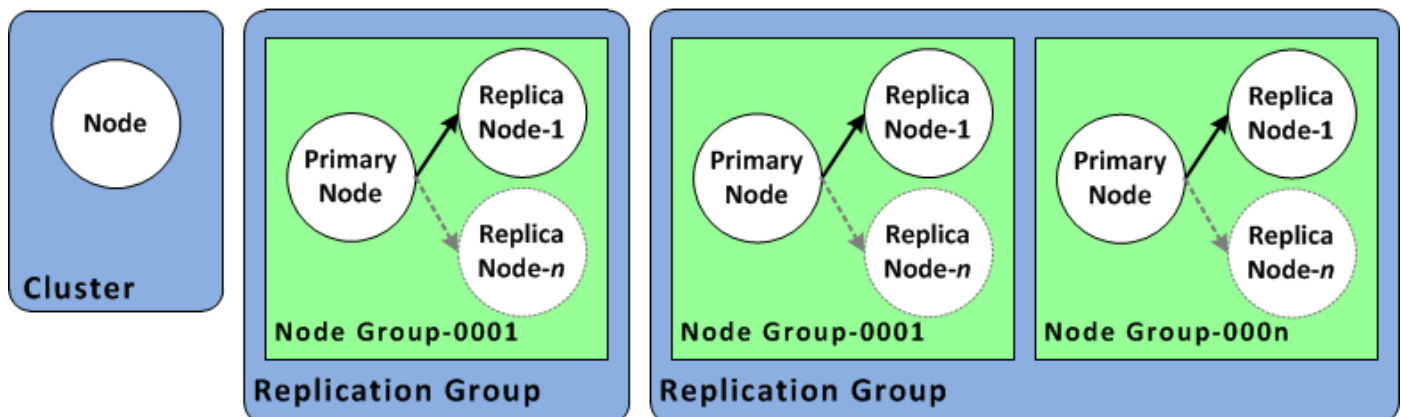 Node
Cluster
Primary
Node
Replica
Node-1
Replica
Node-n
Node Group-0001
Replication Group
Primary
Node
Replica
Node-1
Replica
Node-n
Node Group-0001
Primary
Node
Replica
Node-1
Replica
Node-n
Node Group-000n
Replication Group